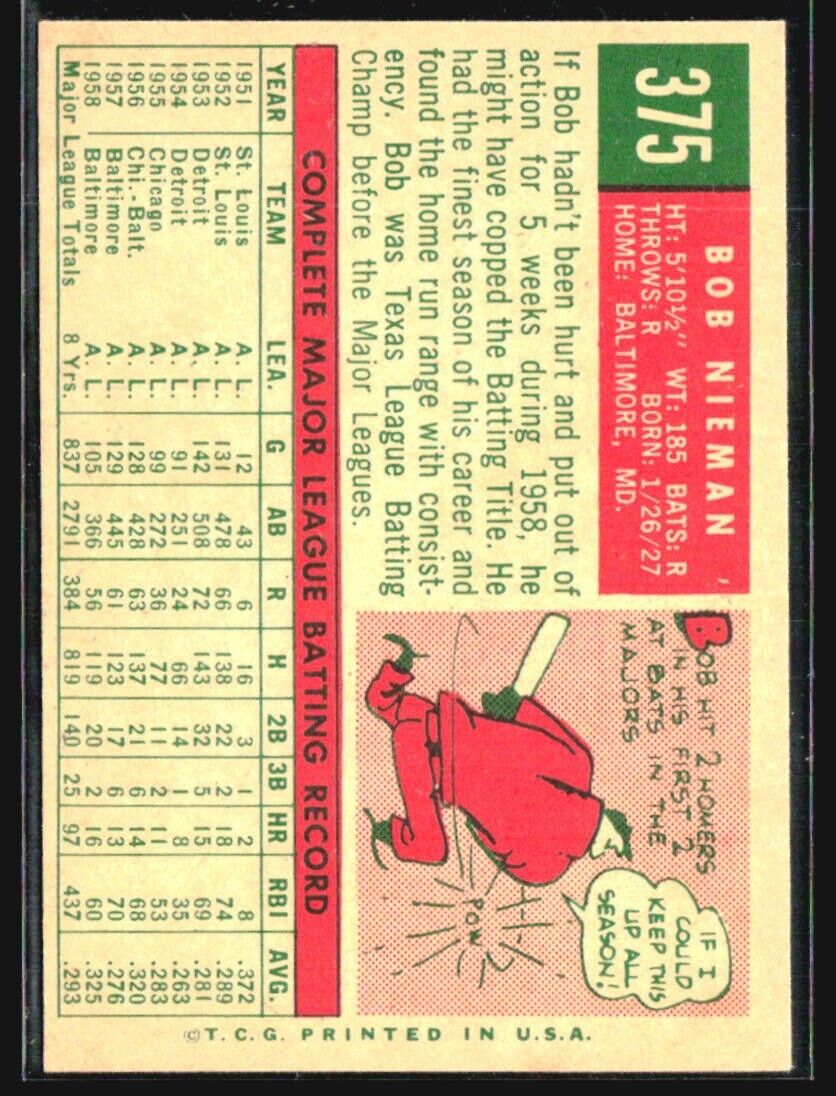 375
BOB NIEMAN
HT: 5'10½" WT: 185 BATS: R
THROWS: R BORN: 1/26/27
HOME: BALTIMORE, MD.
If Bob hadn't been hurt and put out of
action for 5 weeks during 1958, he
might have copped the Batting Title. He
had the finest season of his career and
found the home run range with consist-
ency. Bob was Texas League Batting
Champ before the Major Leagues.
BOB HIT 2 HOMERS
IN HIS FIRST 2
AT BATS IN THE
MAJORS
IF I
COULD
KEEP THIS
UP ALL
SEASON!
POW
COMPLETE MAJOR LEAGUE BATTING RECORD
YEAR TEAM LEA. G AB R H 2B 3B HR RBI AVG.
1951 St. Louis A. L. 12 43 6 16 3 1 2 8 .372
1952 St. Louis A. L. 131 478 66 138 22 2 18 74 .289
1953 Detroit A. L. 142 508 72 143 32 5 15 69 .281
1954 Detroit A. L. 91 251 24 66 14 1 8 35 .263
1955 Chicago A. L. 99 272 36 77 11 2 11 53 .283
1956 Chi.-Balt. A. L. 128 428 63 137 21 6 14 68 .320
1957 Baltimore A. L. 129 445 61 123 17 6 13 70 .276
1958 Baltimore A. L. 105 366 56 119 20 2 16 60 .325
Major League Totals 8 Yrs. 837 2791 384 819 140 25 97 437 .293
© T. C. G. PRINTED IN U.S.A.